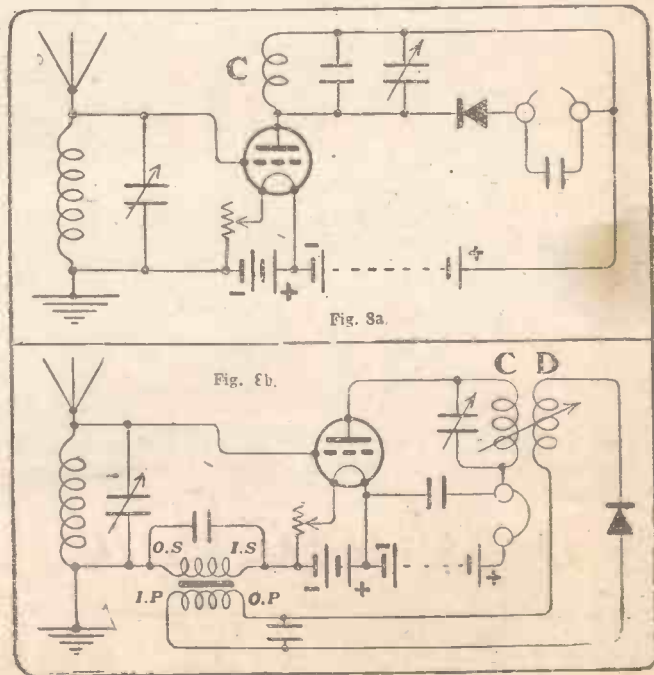 C
- + - +
Fig. 8a.
Fig. 8b.
C D
O.S I.S
I.P O.P
- + - +